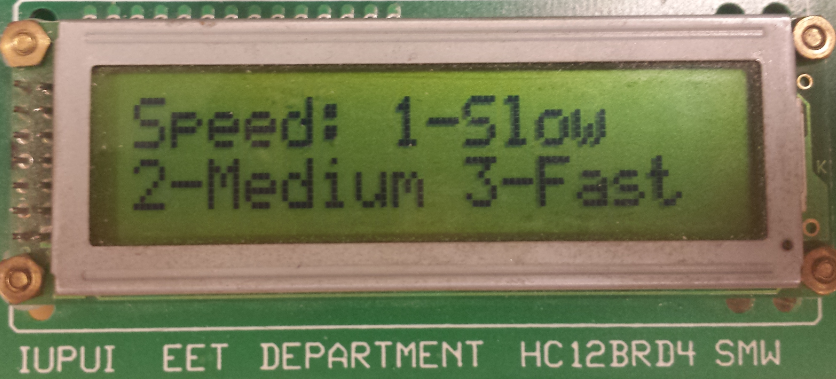 Speed: 1-Slow
2-Medium 3-Fast
K
IUPUI EET DEPARTMENT HC12BRD4 SMW